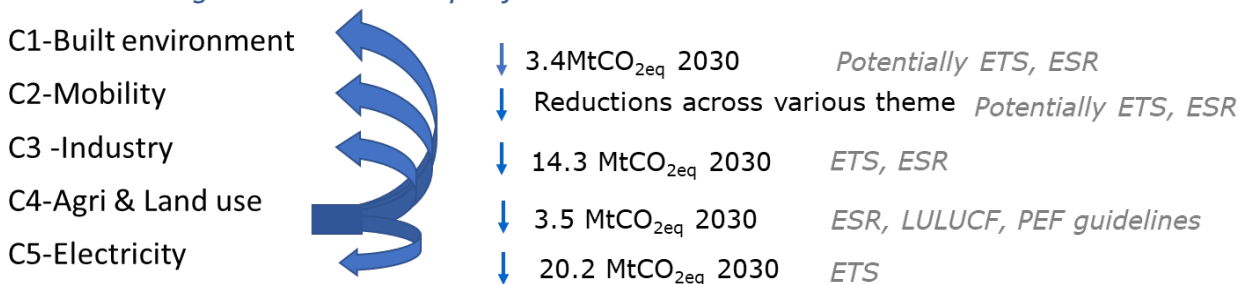 C1-Built environment
3.4MtCO2eq 2030 Potentially ETS, ESR
C2-Mobility
Reductions across various theme Potentially ETS, ESR
C3 -Industry
14.3 MtCO2eq 2030 ETS, ESR
C4-Agri & Land use
3.5 MtCO2eq 2030 ESR, LULUCF, PEF guidelines
C5-Electricity
20.2 MtCO2eq 2030 ETS